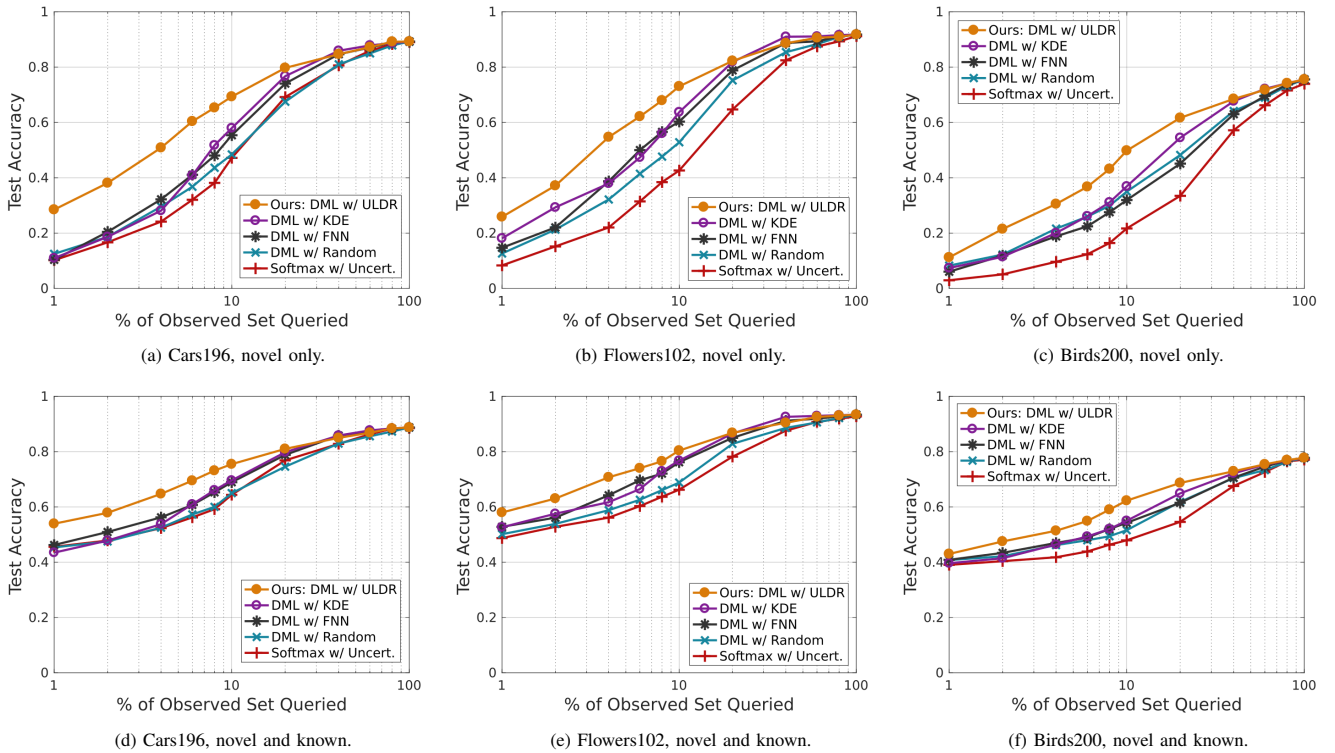 1
0.8
0.6
0.4
0.2
0
1
10
100
Test Accuracy
% of Observed Set Queried
Ours: DML w/ ULDR
DML w/ KDE
DML w/ FNN
DML w/ Random
Softmax w/ Uncert.
(a) Cars196, novel only.
1
0.8
0.6
0.4
0.2
0
1
10
100
Test Accuracy
% of Observed Set Queried
Ours: DML w/ ULDR
DML w/ KDE
DML w/ FNN
DML w/ Random
Softmax w/ Uncert.
(b) Flowers102, novel only.
1
0.8
0.6
0.4
0.2
0
1
10
100
Test Accuracy
% of Observed Set Queried
Ours: DML w/ ULDR
DML w/ KDE
DML w/ FNN
DML w/ Random
Softmax w/ Uncert.
(c) Birds200, novel only.
1
0.8
0.6
0.4
0.2
0
1
10
100
Test Accuracy
% of Observed Set Queried
Ours: DML w/ ULDR
DML w/ KDE
DML w/ FNN
DML w/ Random
Softmax w/ Uncert.
(d) Cars196, novel and known.
1
0.8
0.6
0.4
0.2
0
1
10
100
Test Accuracy
% of Observed Set Queried
Ours: DML w/ ULDR
DML w/ KDE
DML w/ FNN
DML w/ Random
Softmax w/ Uncert.
(e) Flowers102, novel and known.
1
0.8
0.6
0.4
0.2
0
1
10
100
Test Accuracy
% of Observed Set Queried
Ours: DML w/ ULDR
DML w/ KDE
DML w/ FNN
DML w/ Random
Softmax w/ Uncert.
(f) Birds200, novel and known.